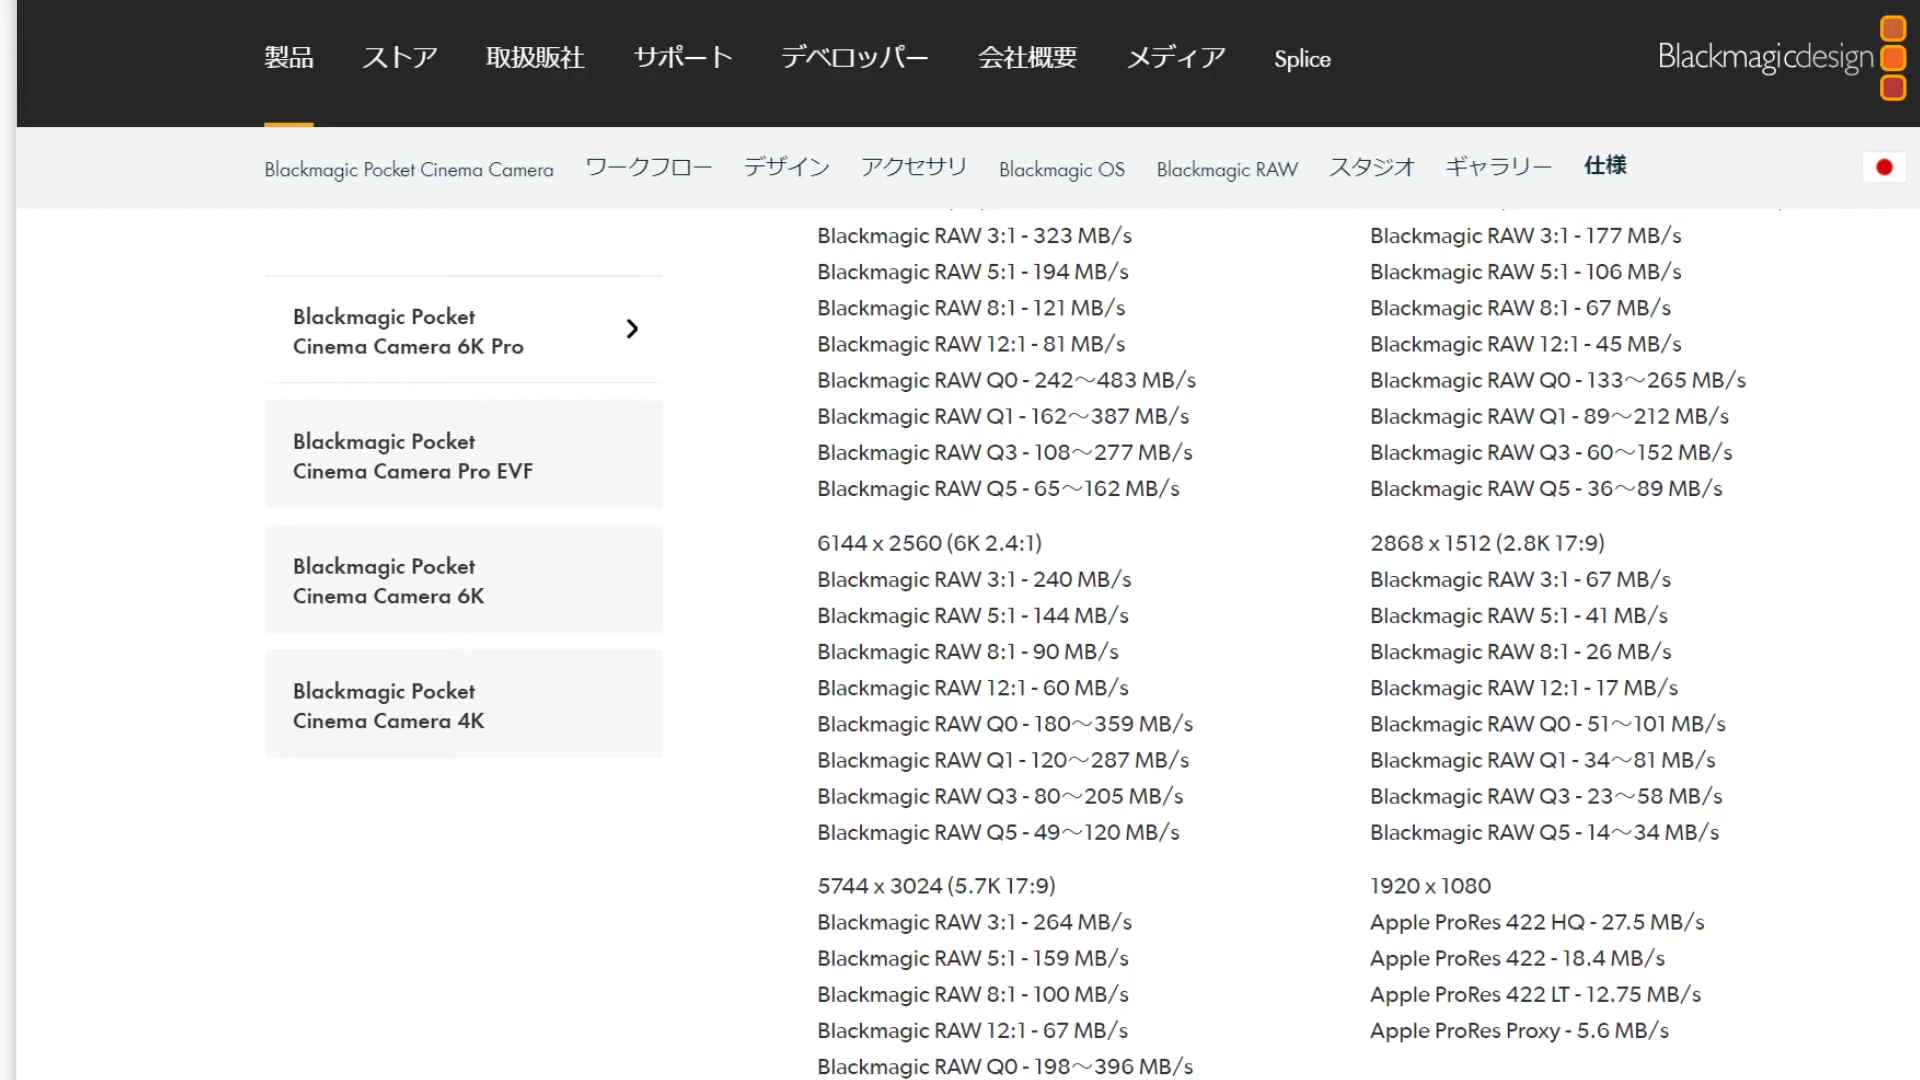 製品
ストア
取扱販社
サポート
デベロッパー
会社概要
メディア
Splice
Blackmagicdesign
Blackmagic Pocket Cinema Camera
ワークフロー
デザイン
アクセサリ
Blackmagic OS
Blackmagic RAW
スタジオ
ギャラリー
仕様
Blackmagic Pocket
Cinema Camera 6K Pro
Blackmagic Pocket
Cinema Camera Pro EVF
Blackmagic Pocket
Cinema Camera 6K
Blackmagic Pocket
Cinema Camera 4K
Blackmagic RAW 3:1 - 323 MB/s
Blackmagic RAW 5:1 - 194 MB/s
Blackmagic RAW 8:1 - 121 MB/s
Blackmagic RAW 12:1 - 81 MB/s
Blackmagic RAW Q0 - 242〜483 MB/s
Blackmagic RAW Q1 - 162〜387 MB/s
Blackmagic RAW Q3 - 108〜277 MB/s
Blackmagic RAW Q5 - 65〜162 MB/s
6144 x 2560 (6K 2.4:1)
Blackmagic RAW 3:1 - 240 MB/s
Blackmagic RAW 5:1 - 144 MB/s
Blackmagic RAW 8:1 - 90 MB/s
Blackmagic RAW 12:1 - 60 MB/s
Blackmagic RAW Q0 - 180〜359 MB/s
Blackmagic RAW Q1 - 120〜287 MB/s
Blackmagic RAW Q3 - 80〜205 MB/s
Blackmagic RAW Q5 - 49〜120 MB/s
5744 x 3024 (5.7K 17:9)
Blackmagic RAW 3:1 - 264 MB/s
Blackmagic RAW 5:1 - 159 MB/s
Blackmagic RAW 8:1 - 100 MB/s
Blackmagic RAW 12:1 - 67 MB/s
Blackmagic RAW Q0 - 198〜396 MB/s
Blackmagic RAW 3:1 - 177 MB/s
Blackmagic RAW 5:1 - 106 MB/s
Blackmagic RAW 8:1 - 67 MB/s
Blackmagic RAW 12:1 - 45 MB/s
Blackmagic RAW Q0 - 133〜265 MB/s
Blackmagic RAW Q1 - 89〜212 MB/s
Blackmagic RAW Q3 - 60〜152 MB/s
Blackmagic RAW Q5 - 36〜89 MB/s
2868 x 1512 (2.8K 17:9)
Blackmagic RAW 3:1 - 67 MB/s
Blackmagic RAW 5:1 - 41 MB/s
Blackmagic RAW 8:1 - 26 MB/s
Blackmagic RAW 12:1 - 17 MB/s
Blackmagic RAW Q0 - 51〜101 MB/s
Blackmagic RAW Q1 - 34〜81 MB/s
Blackmagic RAW Q3 - 23〜58 MB/s
Blackmagic RAW Q5 - 14〜34 MB/s
1920 x 1080
Apple ProRes 422 HQ - 27.5 MB/s
Apple ProRes 422 - 18.4 MB/s
Apple ProRes 422 LT - 12.75 MB/s
Apple ProRes Proxy - 5.6 MB/s